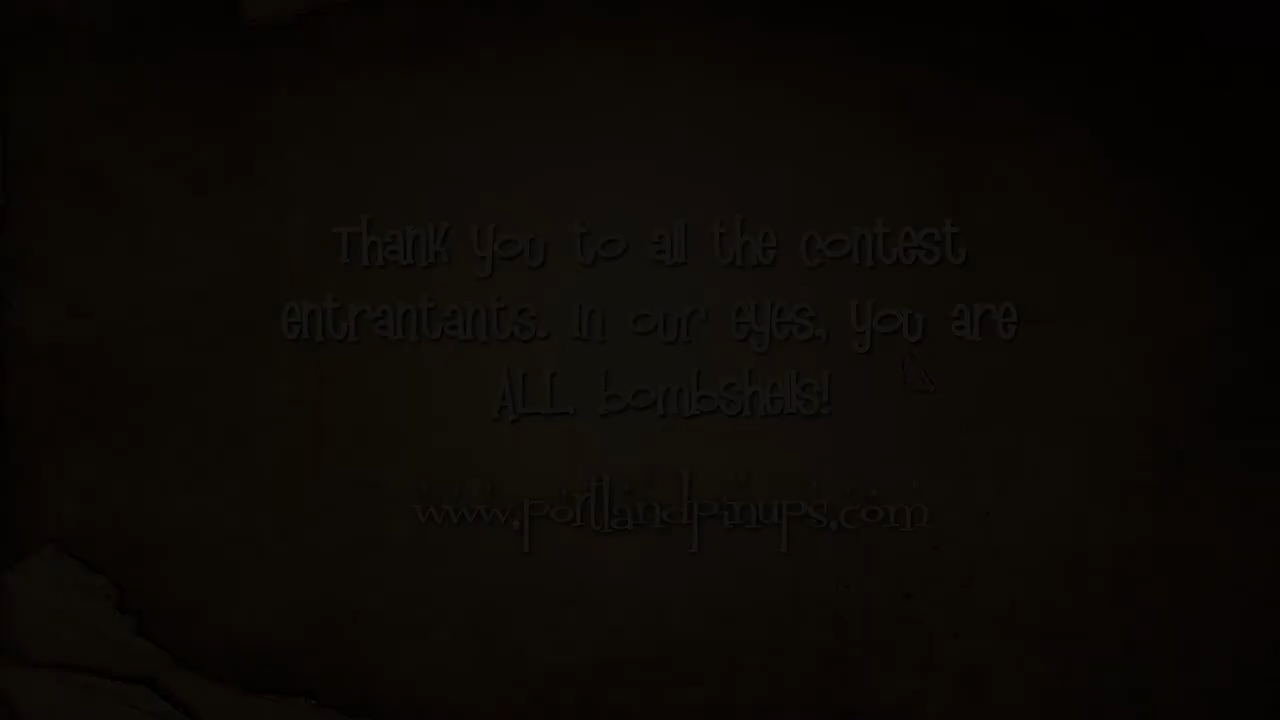 Thank you to all the contest
entrantants. In our eyes, you are
ALL bombshells!
www.portlandpinups.com